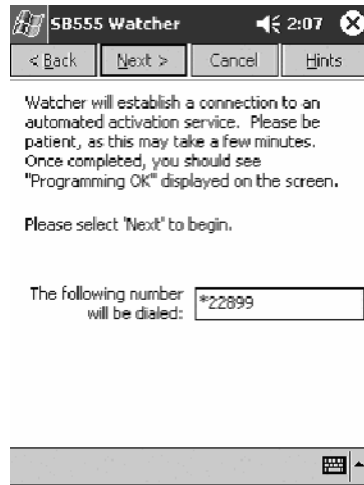 SB555 Watcher 2:07
< Back Next > Cancel Hints
Watcher will establish a connection to an
automated activation service. Please be
patient, as this may take a few minutes.
Once completed, you should see
"Programming OK" displayed on the screen.
Please select 'Next' to begin.
The following number
will be dialed:
*22899